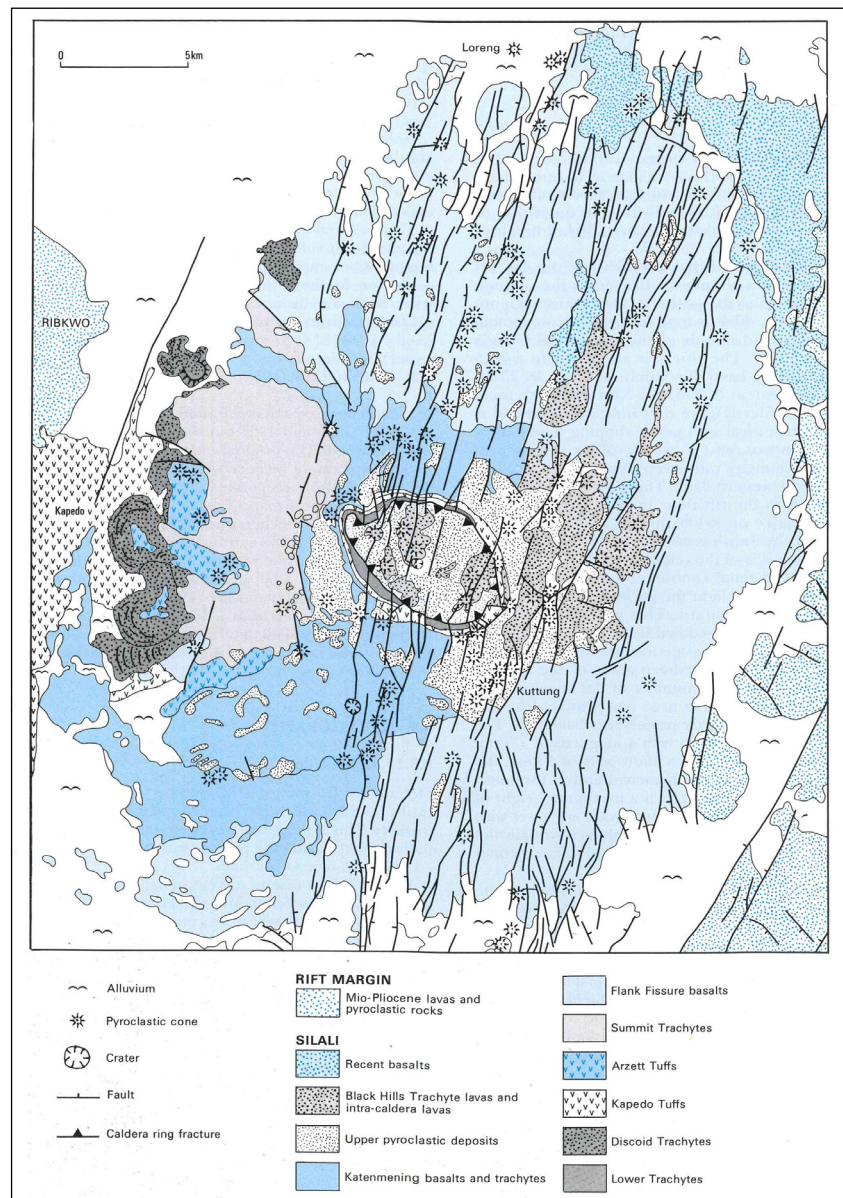 0 5km
Loreng
RIBKWO
Kapedo
Kuttung
Alluvium
Pyroclastic cone
Crater
Fault
Caldera ring fracture
RIFT MARGIN
Mio-Pliocene lavas and
pyroclastic rocks
SILALI
Recent basalts
Black Hills Trachyte lavas and
intra-caldera lavas
Upper pyroclastic deposits
Katenmening basalts and trachytes
Flank Fissure basalts
Summit Trachytes
Arzett Tuffs
Kapedo Tuffs
Discoid Trachytes
Lower Trachytes